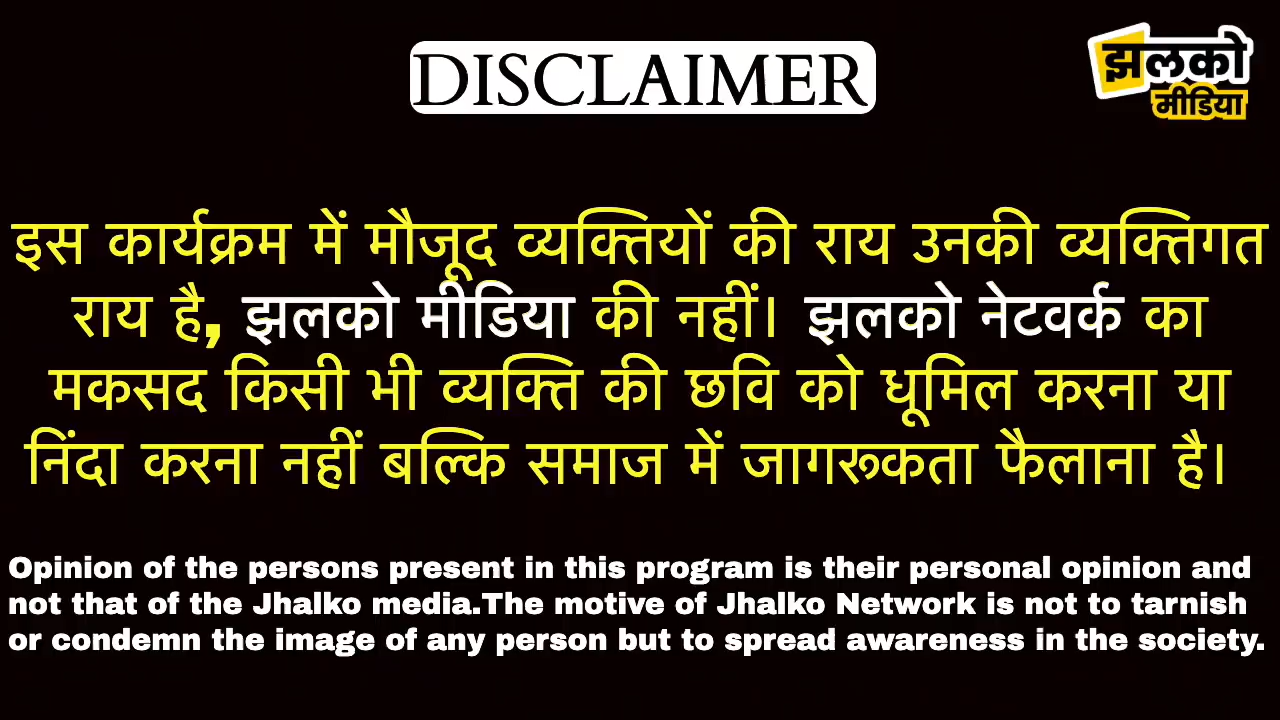 DISCLAIMER
झलको
मीडिया
इस कार्यक्रम में मौजूद व्यक्तियों की राय उनकी व्यक्तिगत
राय है, झलको मीडिया की नहीं। झलको नेटवर्क का
मकसद किसी भी व्यक्ति की छवि को धूमिल करना या
निंदा करना नहीं बल्कि समाज में जागरूकता फैलाना है।
Opinion of the persons present in this program is their personal opinion and
not that of the Jhalko media.The motive of Jhalko Network is not to tarnish
or condemn the image of any person but to spread awareness in the society.